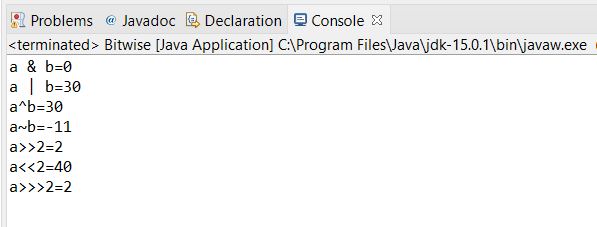 Problems @ Javadoc Declaration Console
<terminated> Bitwise [Java Application] C:\Program Files\Java\jdk-15.0.1\bin\javaw.exe
a & b=0
a | b=30
a^b=30
a~b=-11
a>>2=2
a<<2=40
a>>>2=2